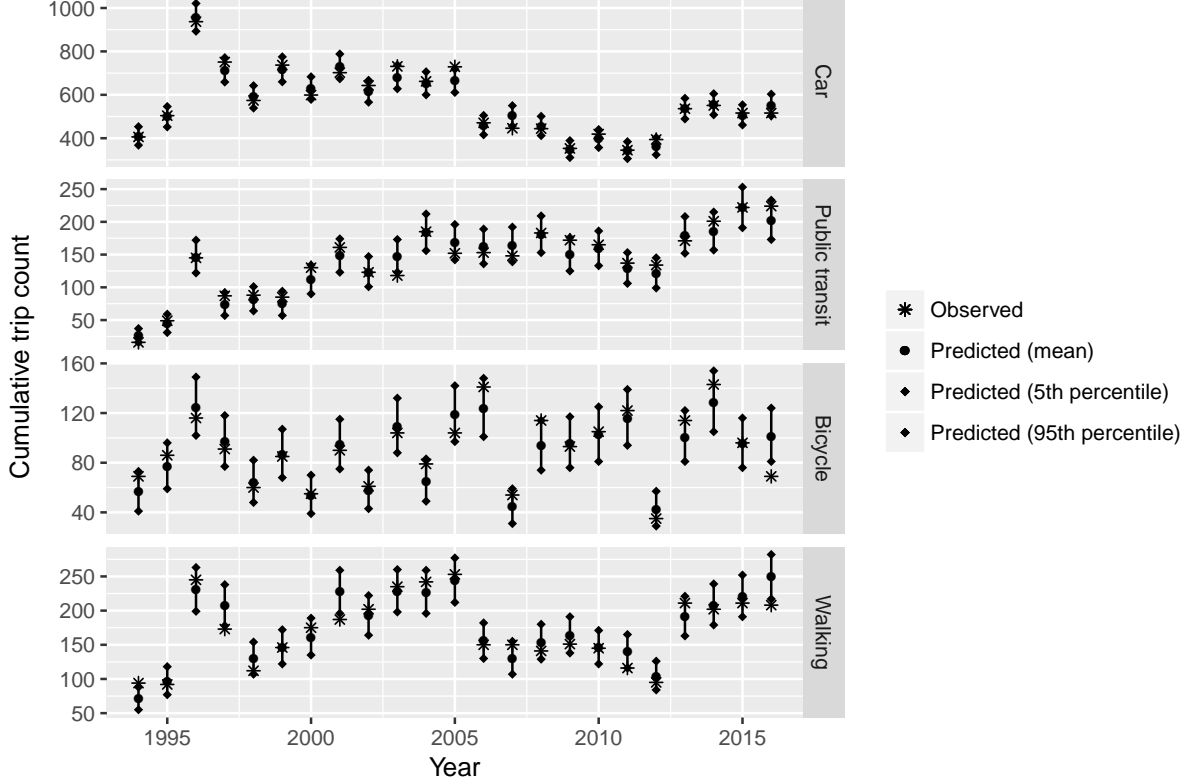 Cumulative trip count
1000
800
600
400
Car
250
200
150
100
50
Public transit
160
120
80
40
Bicycle
250
200
150
100
50
Walking
1995 2000 2005 2010 2015
Year
Observed
Predicted (mean)
Predicted (5th percentile)
Predicted (95th percentile)